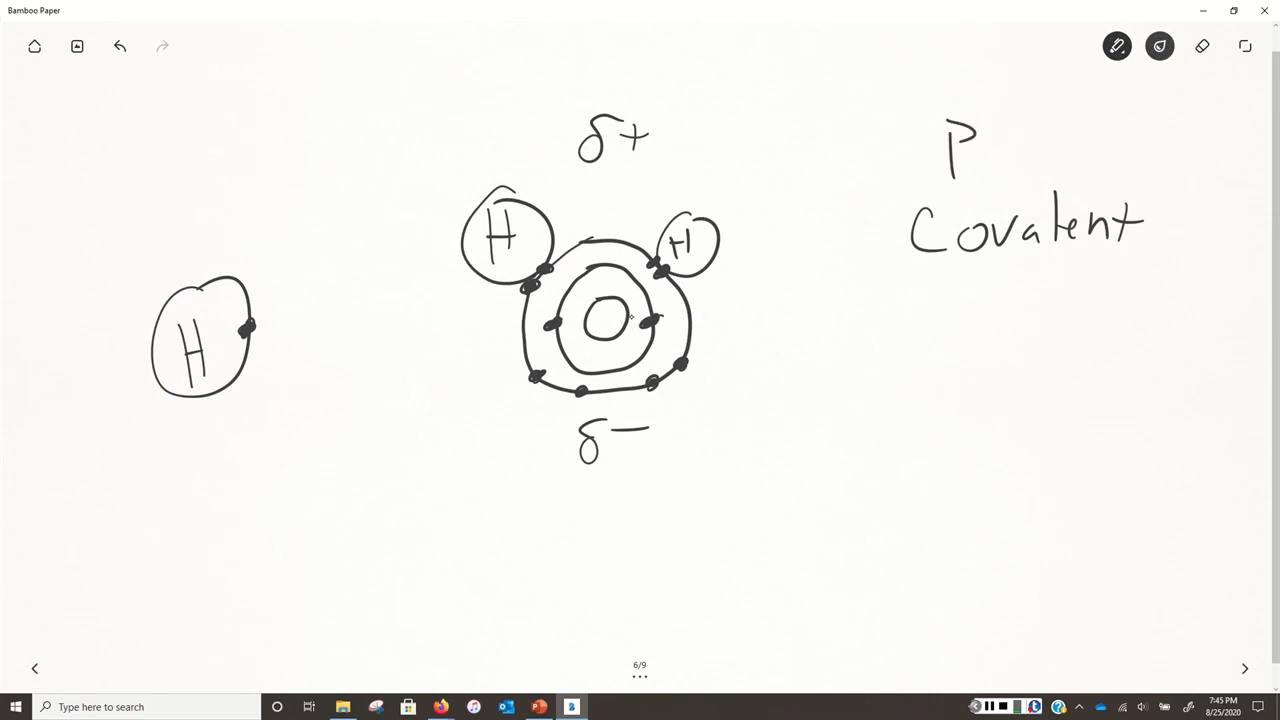 Bamboo Paper
δ+
P
Covalent
H
H
H
O
δ−
6/9
Type here to search
7:45 PM
8/25/2020